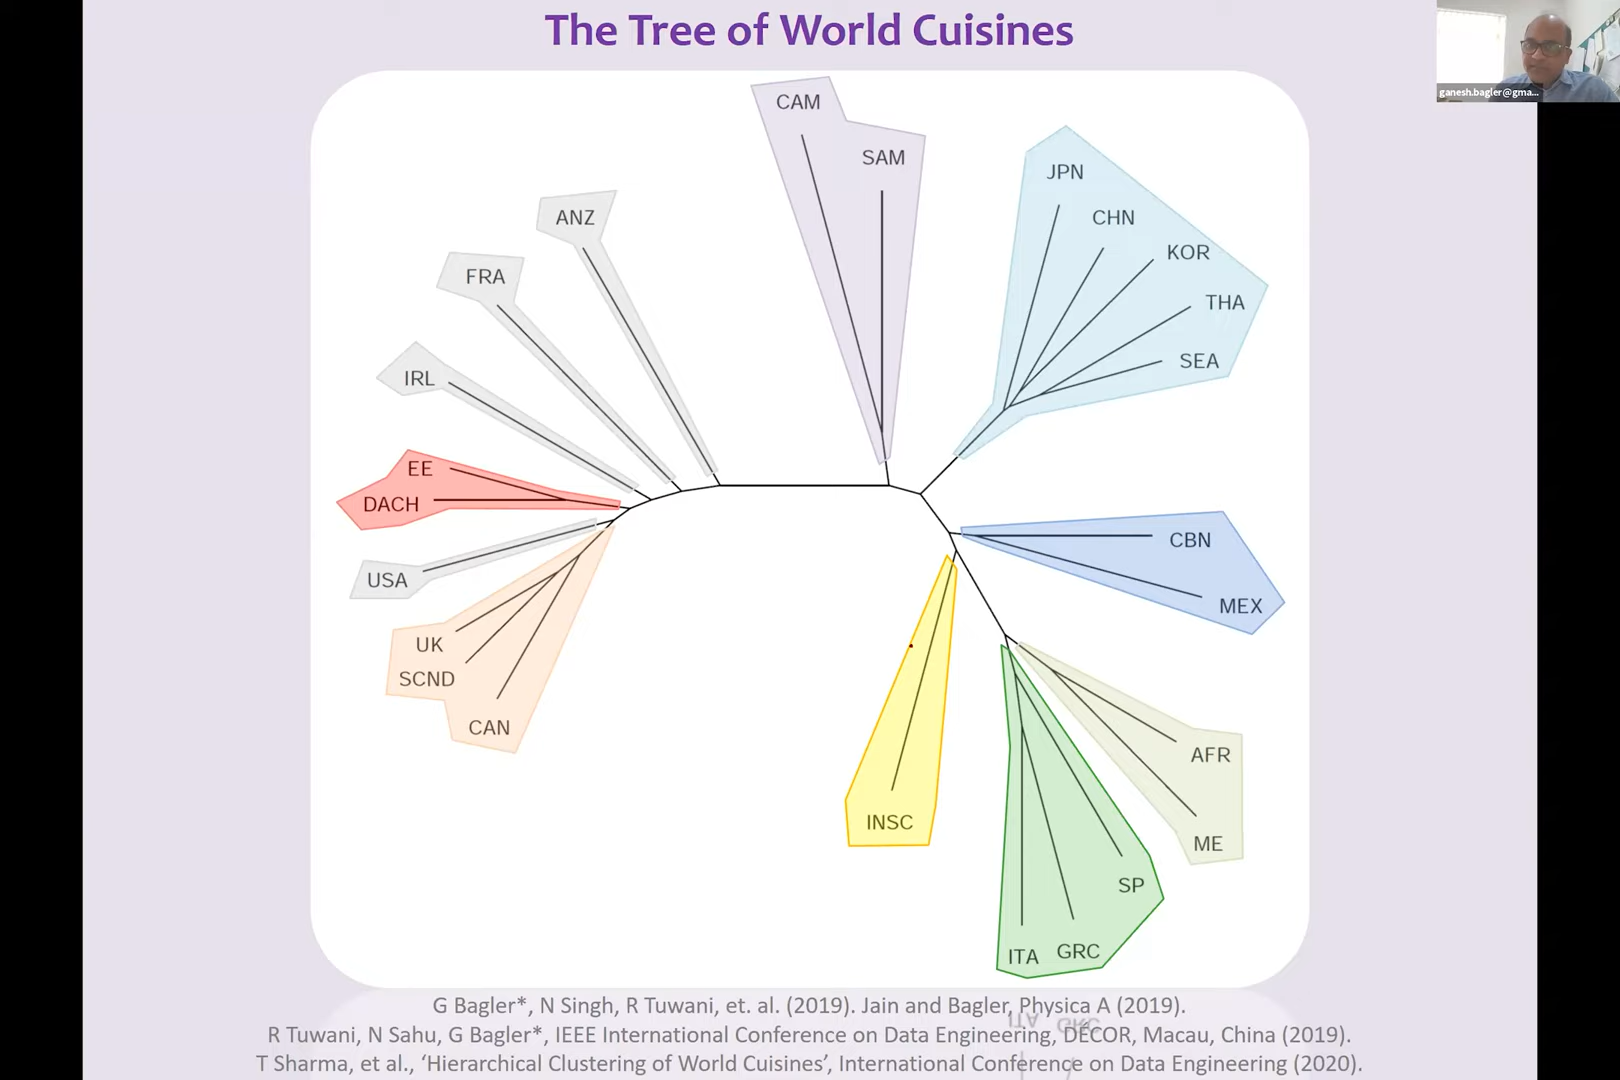 The Tree of World Cuisines
ganesh.bagler@gma...
CAM
SAM
JPN
CHN
KOR
THA
SEA
ANZ
FRA
IRL
EE
DACH
USA
UK
SCND
CAN
CBN
MEX
INSC
AFR
ME
SP
ITA
GRC
G Bagler*, N Singh, R Tuwani, et. al. (2019). Jain and Bagler, Physica A (2019).
R Tuwani, N Sahu, G Bagler*, IEEE International Conference on Data Engineering, DECOR, Macau, China (2019).
T Sharma, et al., ‘Hierarchical Clustering of World Cuisines’, International Conference on Data Engineering (2020).